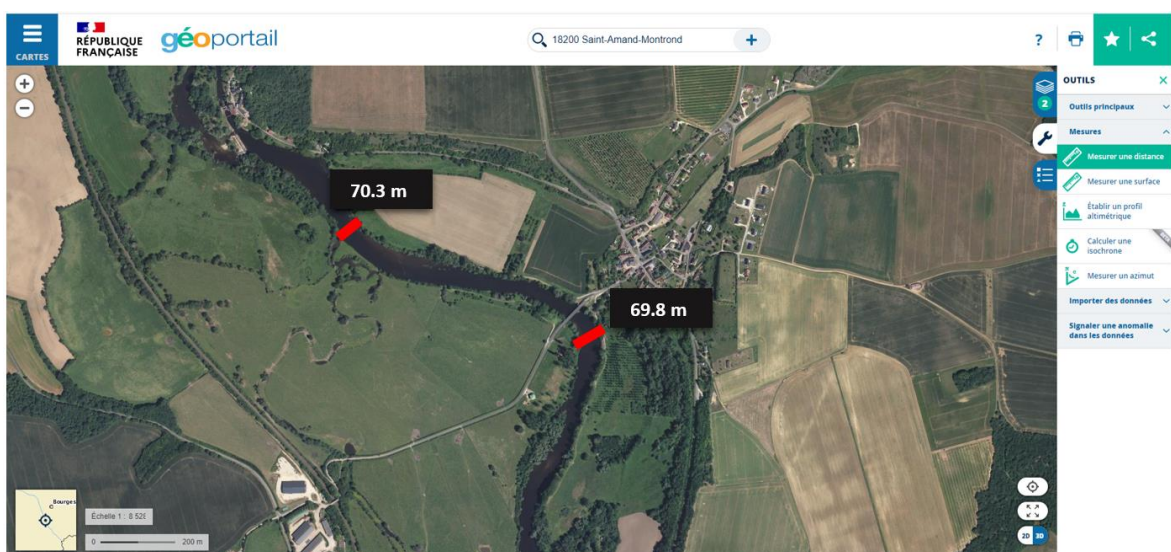 CARTES
RÉPUBLIQUE
FRANÇAISE
géoportail
18200 Saint-Amand-Montrond
+
?
+
−
70.3 m
69.8 m
2
OUTILS
Outils principaux
Mesures
Mesurer une distance
Mesurer une surface
Établir un profil
altimétrique
Calculer une
isochrone
Mesurer un azimut
Importer des données
Signaler une anomalie
dans les données
Bourges
Échelle 1 : 8 528
0
200 m
2D
3D